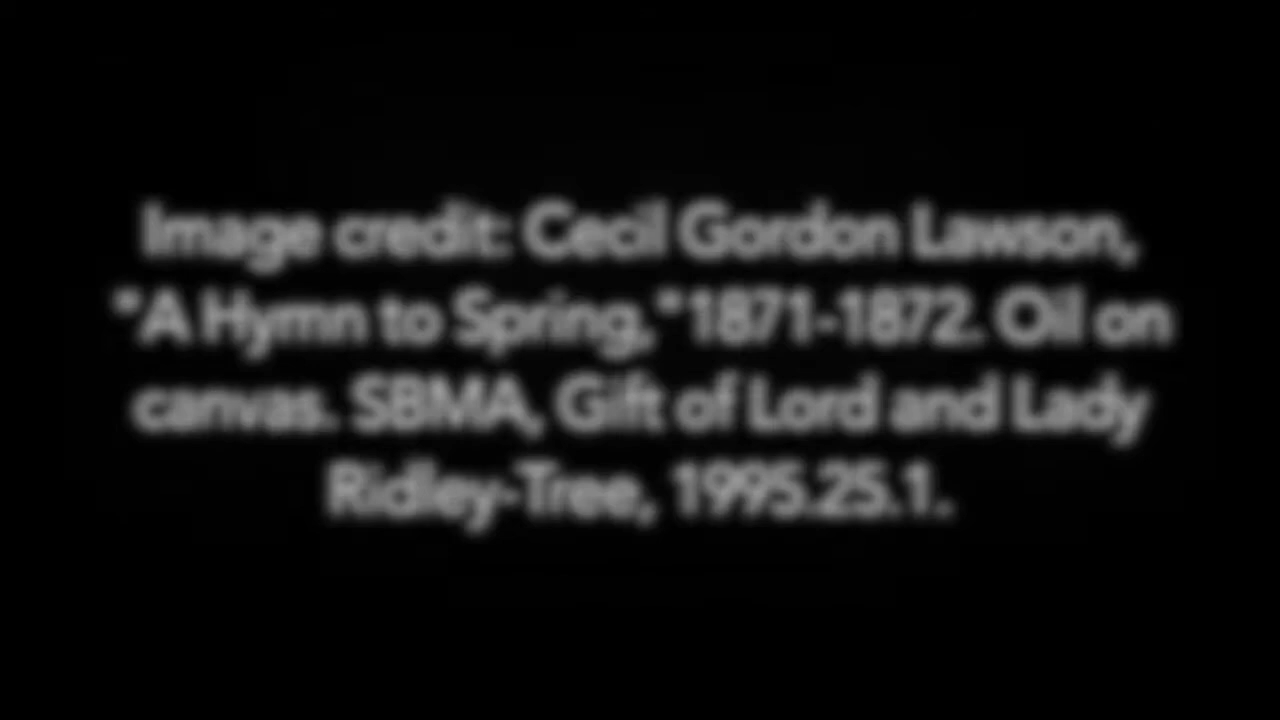 Image credit: Cecil Gordon Lawson,
"A Hymn to Spring," 1871-1872. Oil on
canvas. SBMA, Gift of Lord and Lady
Ridley-Tree, 1995.25.1.